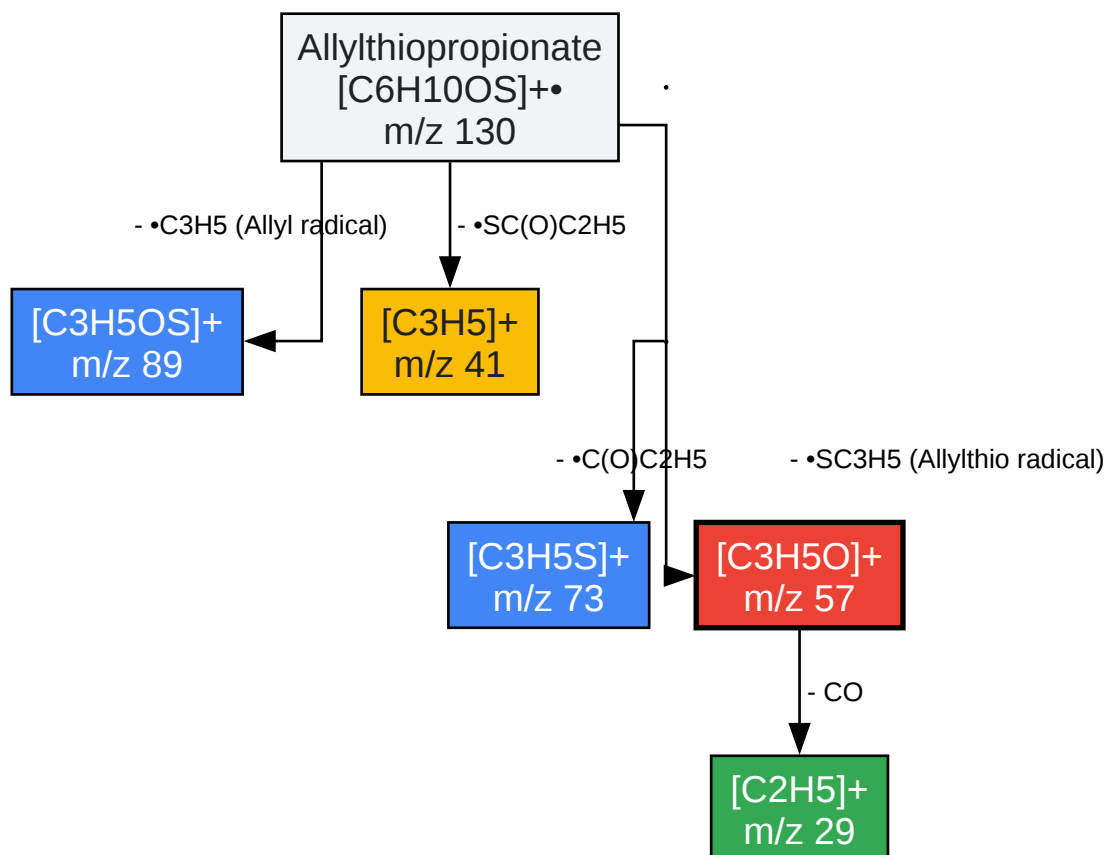 Allylthiopropionate
[C6H10OS]+•
m/z 130
- •C3H5 (Allyl radical)
- •SC(O)C2H5
[C3H5OS]+
m/z 89
[C3H5]+
m/z 41
- •C(O)C2H5
- •SC3H5 (Allylthio radical)
[C3H5S]+
m/z 73
[C3H5O]+
m/z 57
- CO
[C2H5]+
m/z 29